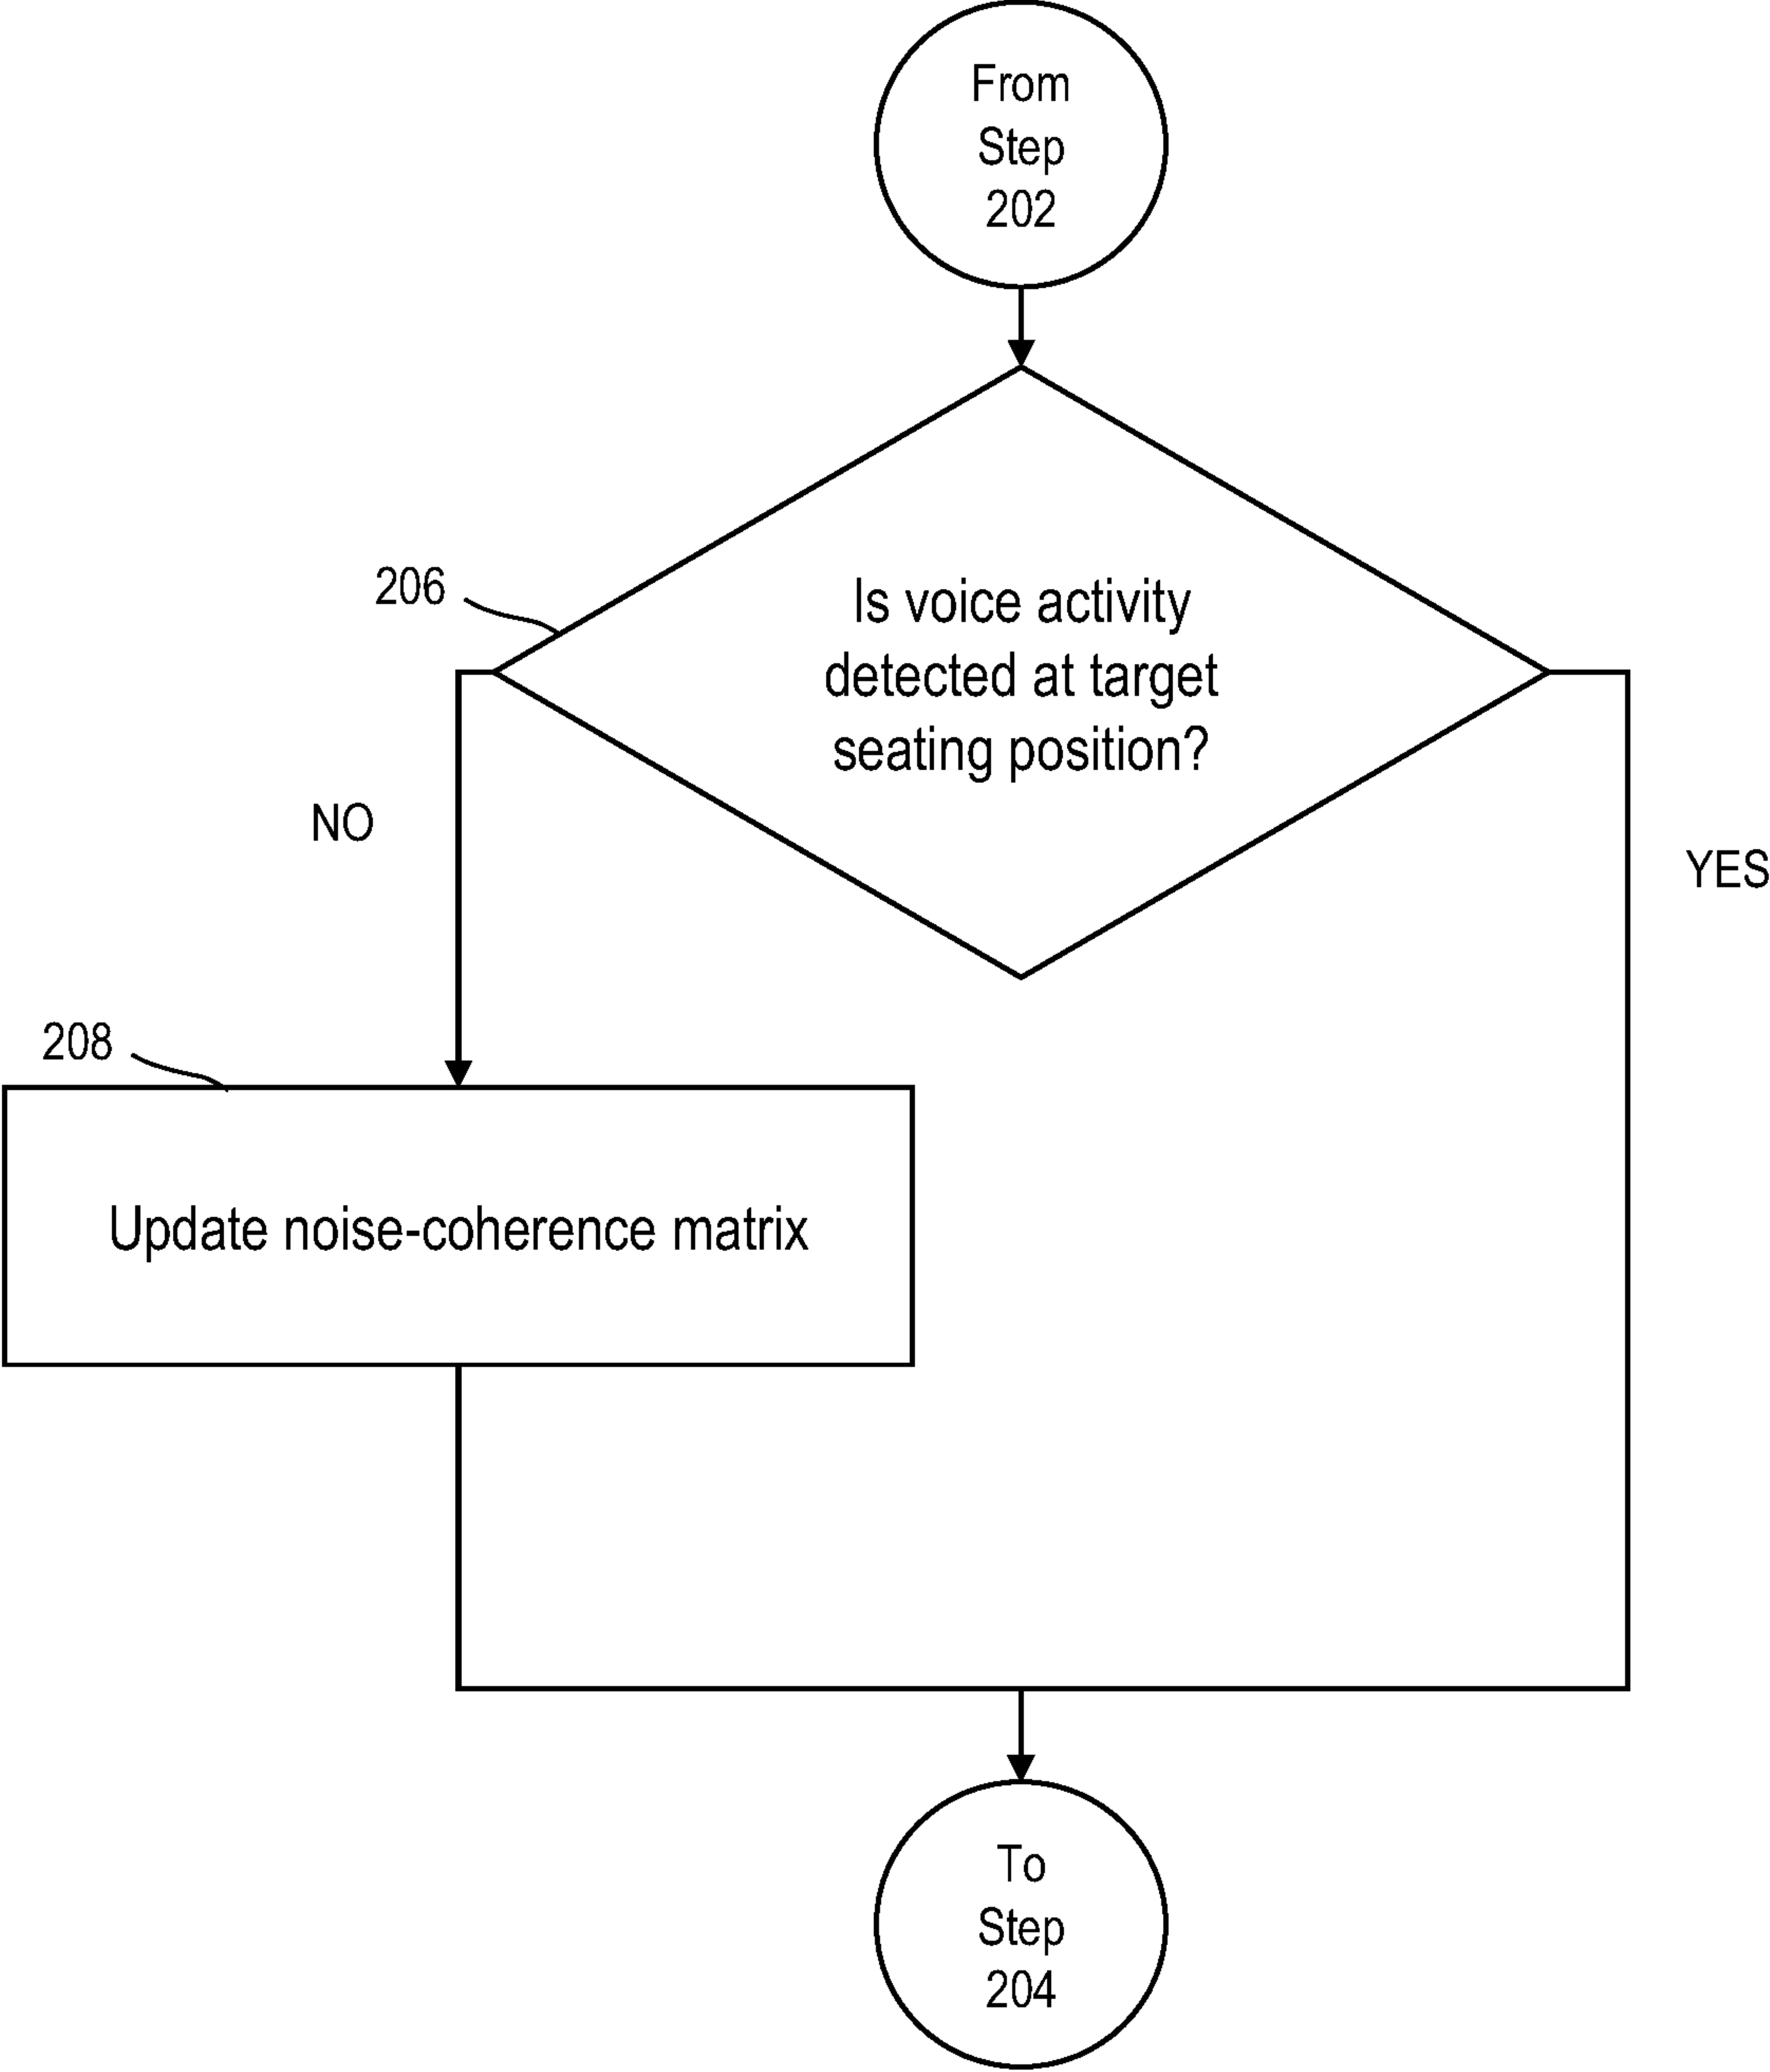 From
Step
202
206
Is voice activity
detected at target
seating position?
NO
YES
208
Update noise-coherence matrix
To
Step
204